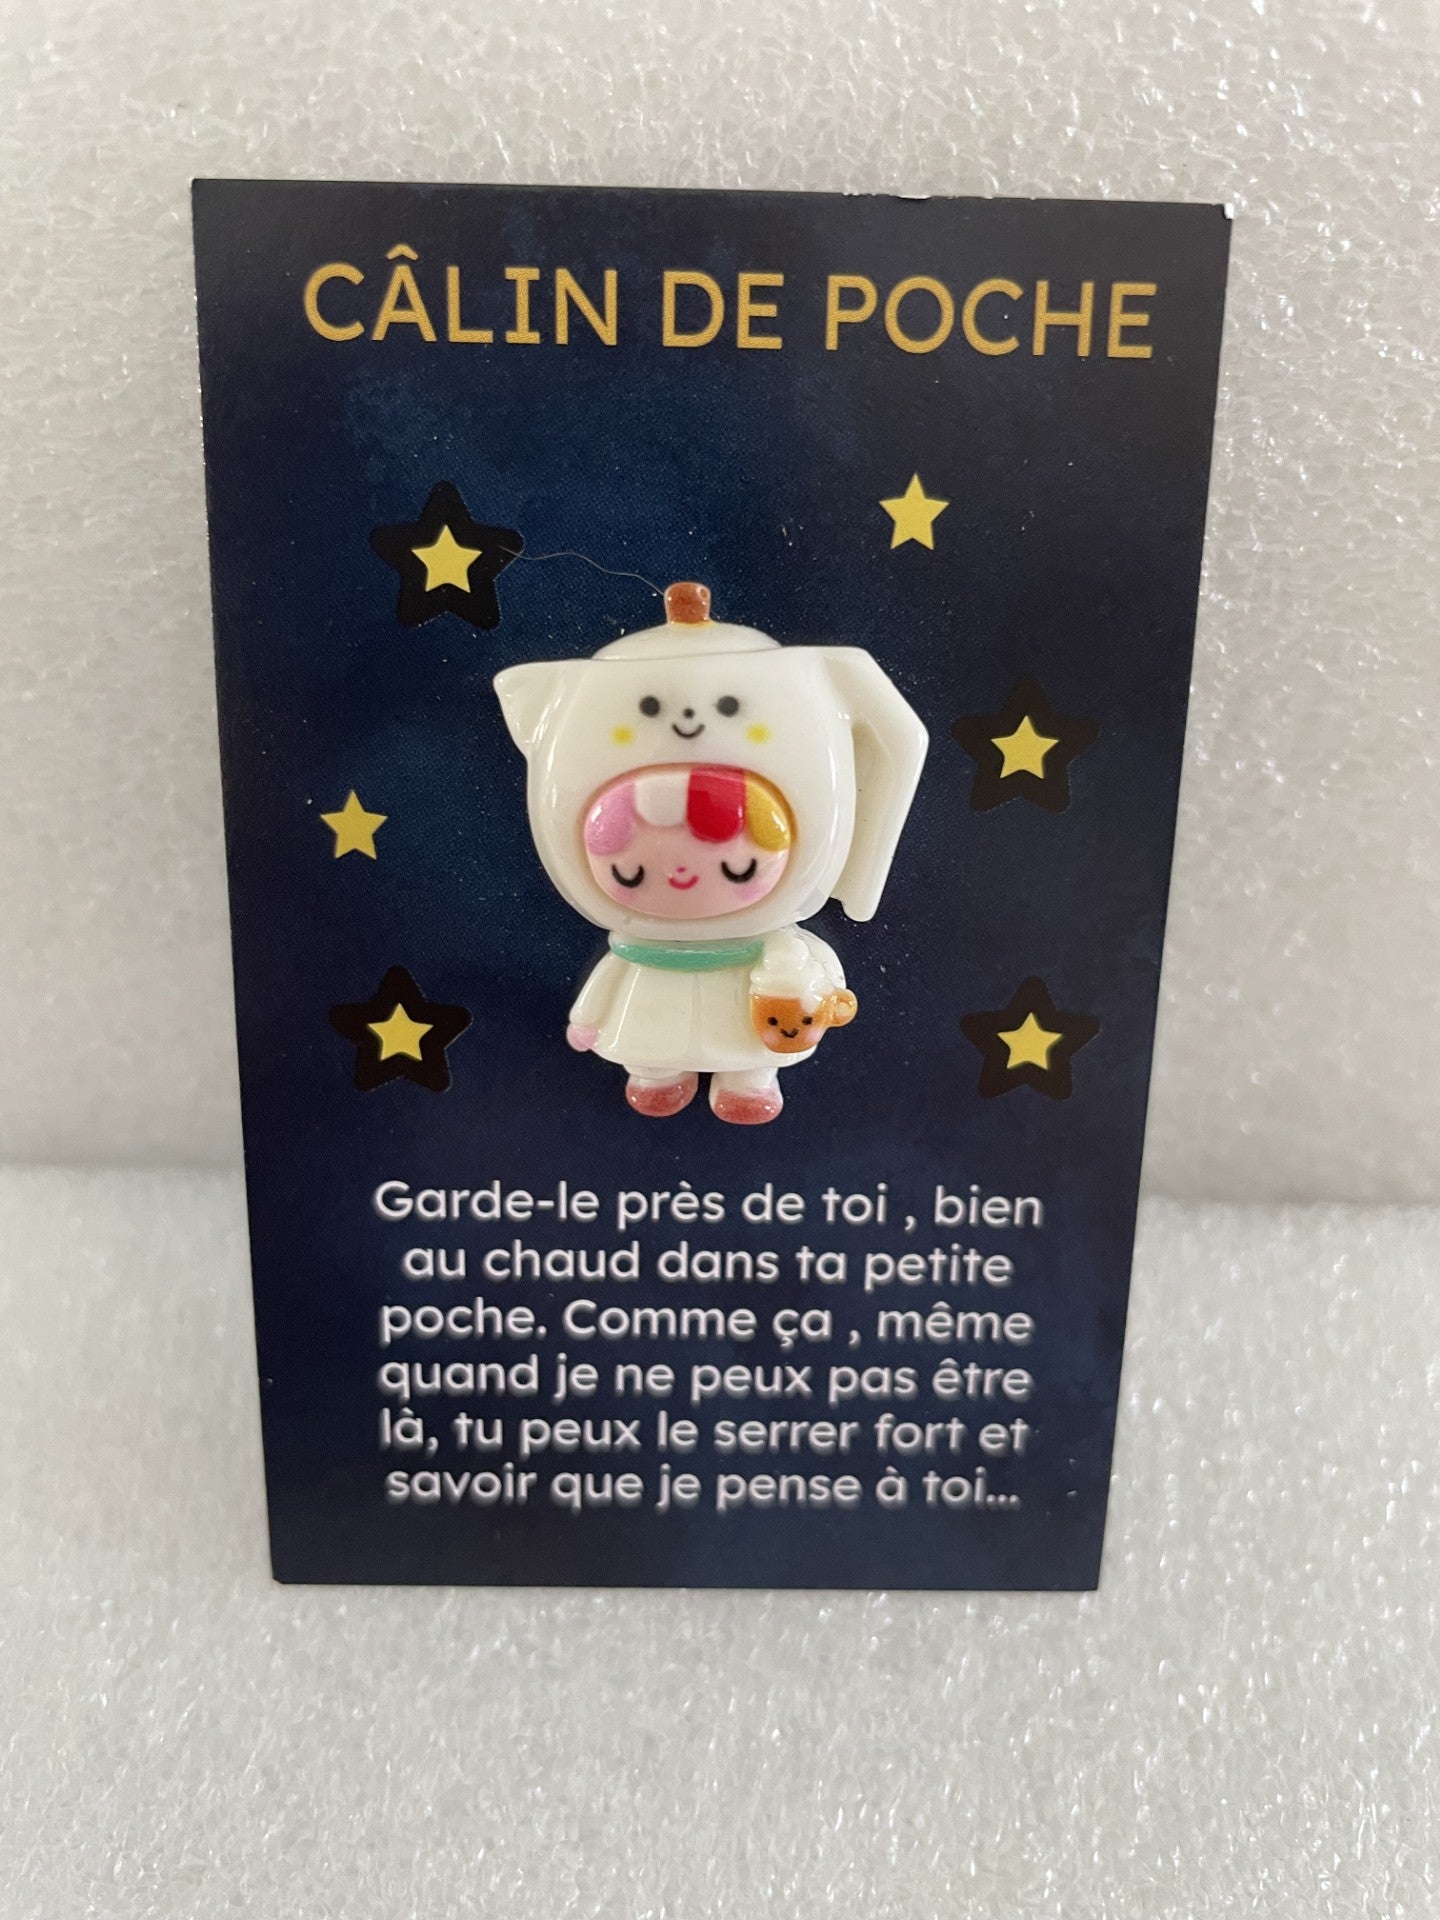 CÂLIN DE POCHE
Garde-le près de toi , bien
au chaud dans ta petite
poche. Comme ça , même
quand je ne peux pas être
là, tu peux le serrer fort et
savoir que je pense à toi...